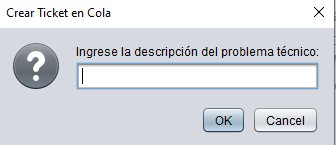 Crear Ticket en Cola
Ingrese la descripción del problema técnico:
OK Cancel